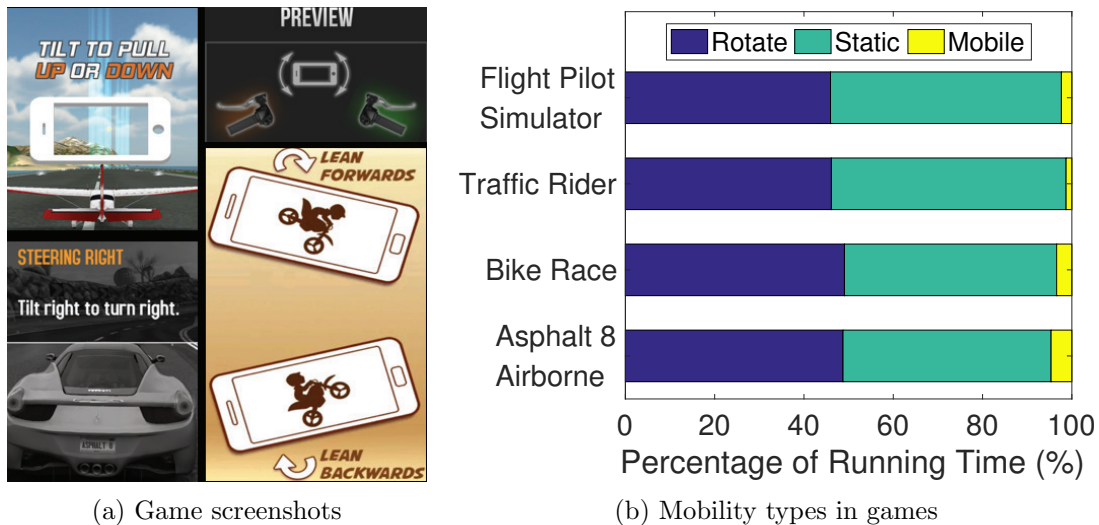 TILT TO PULL
UP OR DOWN
PREVIEW
LEAN
FORWARDS
STEERING RIGHT
Tilt right to turn right.
ASPHALT 8
LEAN
BACKWARDS
(a) Game screenshots
Rotate Static Mobile
Flight Pilot
Simulator
Traffic Rider
Bike Race
Asphalt 8
Airborne
0 20 40 60 80 100
Percentage of Running Time (%)
(b) Mobility types in games